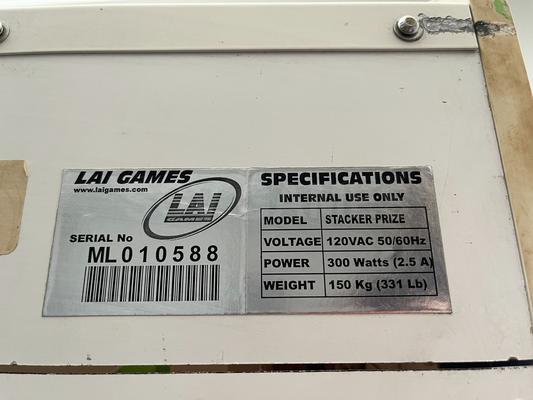 LAI GAMES
www.laigames.com
LAI
GAMES
SERIAL No
ML010588
SPECIFICATIONS
INTERNAL USE ONLY
MODEL STACKER PRIZE
VOLTAGE 120VAC 50/60Hz
POWER 300 Watts (2.5 A)
WEIGHT 150 Kg (331 Lb)